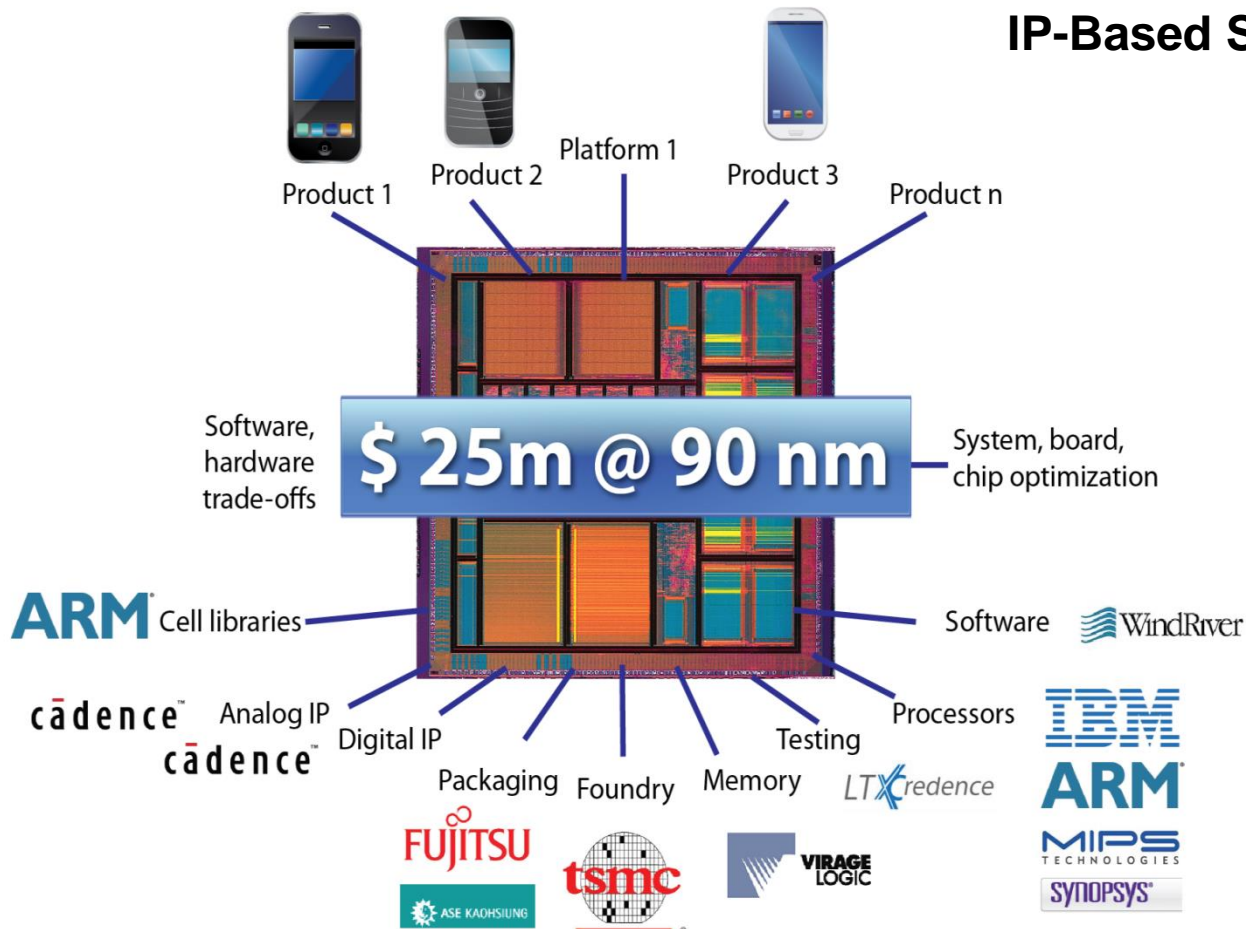 IP-Based S
Product 1
Product 2
Platform 1
Product 3
Product n
Software,
hardware
trade-offs
$ 25m @ 90 nm
System, board,
chip optimization
ARM
Cell libraries
Software
WindRiver
cādence™
Analog IP
cādence™
Digital IP
Packaging
Foundry
Memory
Testing
Processors
LTXCredence
IBM
ARM
MIPS
TECHNOLOGIES
SYNOPSYS®
FUJITSU
ASE KAOHSIUNG
tsmc
VIRAGE
LOGIC